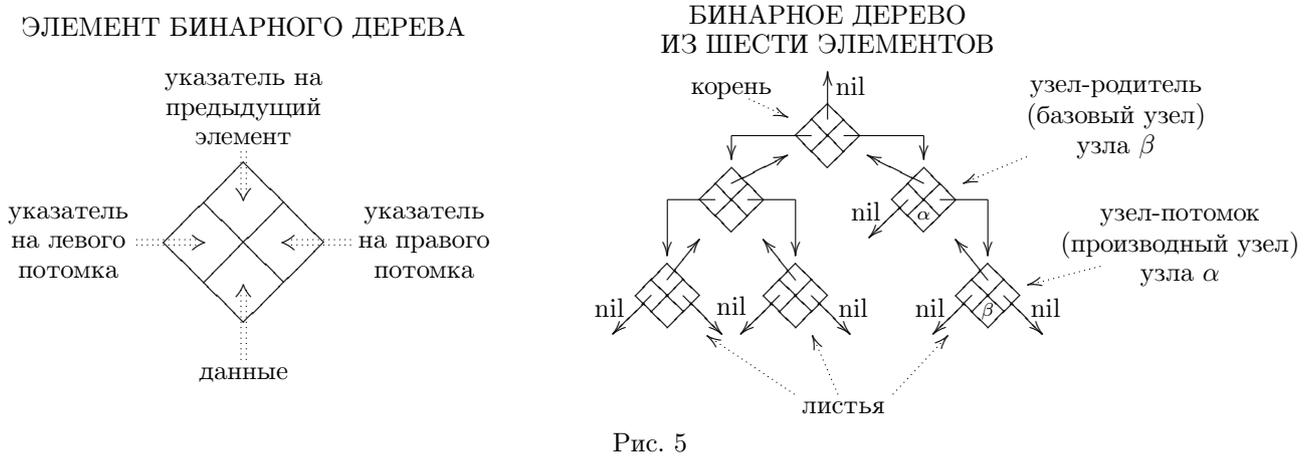 ЭЛЕМЕНТ БИНАРНОГО ДЕРЕВА
указатель на
предыдущий
элемент
указатель
на левого
потомка
указатель
на правого
потомка
данные
БИНАРНОЕ ДЕРЕВО
ИЗ ШЕСТИ ЭЛЕМЕНТОВ
корень
nil
узел-родитель
(базовый узел)
узла β
nil
α
узел-потомок
(производный узел)
узла α
nil
nil
nil
nil
β
nil
листья
Рис. 5